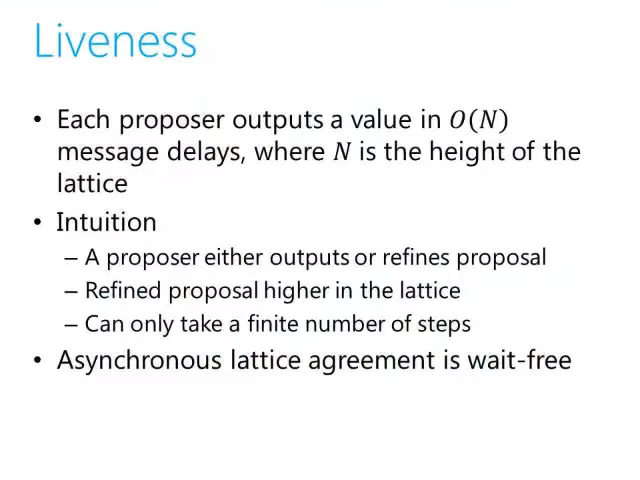 Liveness
• Each proposer outputs a value in O(N)
message delays, where N is the height of the
lattice
• Intuition
– A proposer either outputs or refines proposal
– Refined proposal higher in the lattice
– Can only take a finite number of steps
• Asynchronous lattice agreement is wait-free